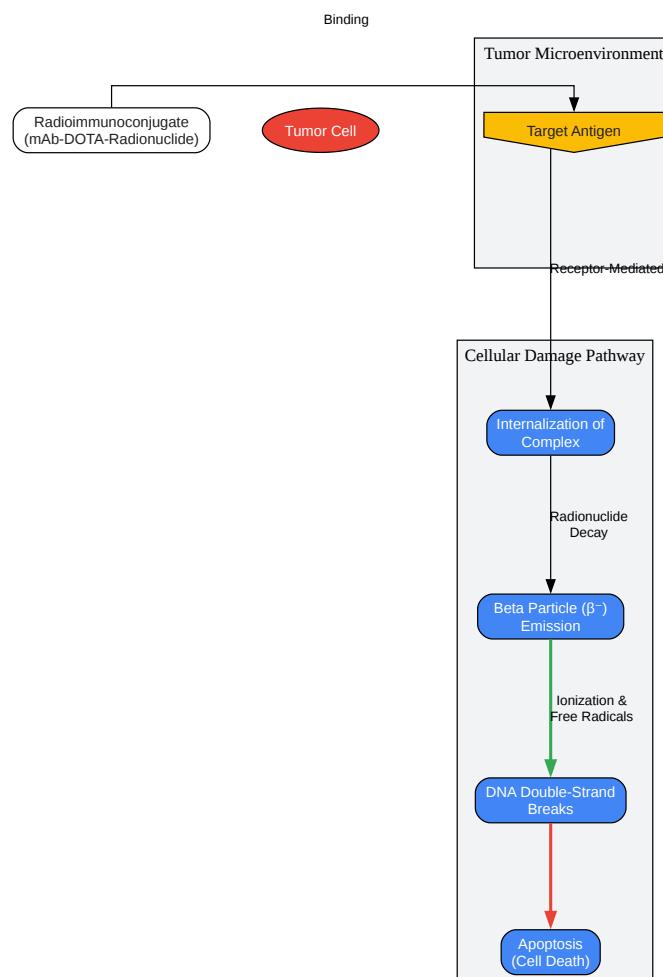 Binding
Tumor Microenvironment
Radioimmunoconjugate
(mAb-DOTA-Radionuclide)
Tumor Cell
Target Antigen
Receptor-Mediated
Cellular Damage Pathway
Internalization of
Complex
Radionuclide
Decay
Beta Particle (β⁻)
Emission
Ionization &
Free Radicals
DNA Double-Strand
Breaks
Apoptosis
(Cell Death)